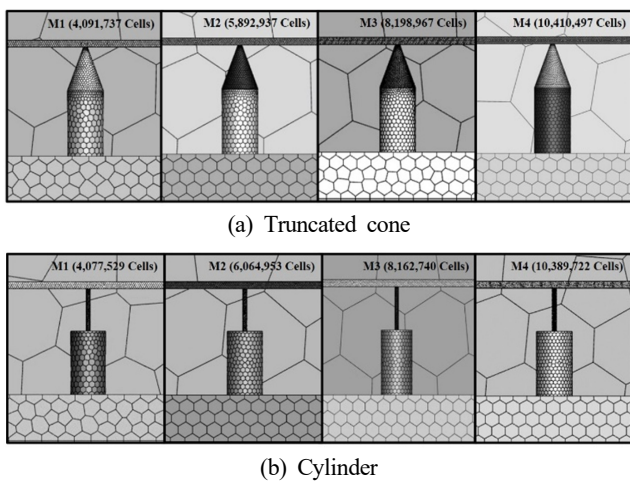 M1 (4,091,737 Cells) M2 (5,892,937 Cells) M3 (8,198,967 Cells) M4 (10,410,497 Cells)
(a) Truncated cone
M1 (4,077,529 Cells) M2 (6,064,953 Cells) M3 (8,162,740 Cells) M4 (10,389,722 Cells)
(b) Cylinder